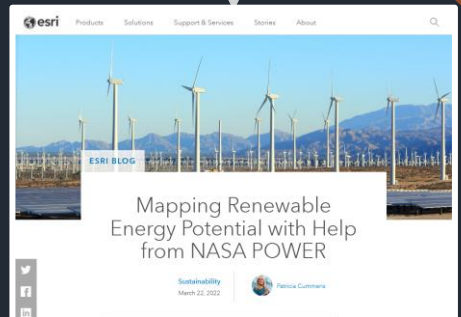 esri Products Solutions Support & Services Stories About
ESRI BLOG
Mapping Renewable
Energy Potential with Help
from NASA POWER
Sustainability
March 22, 2022
Patricia Cummens